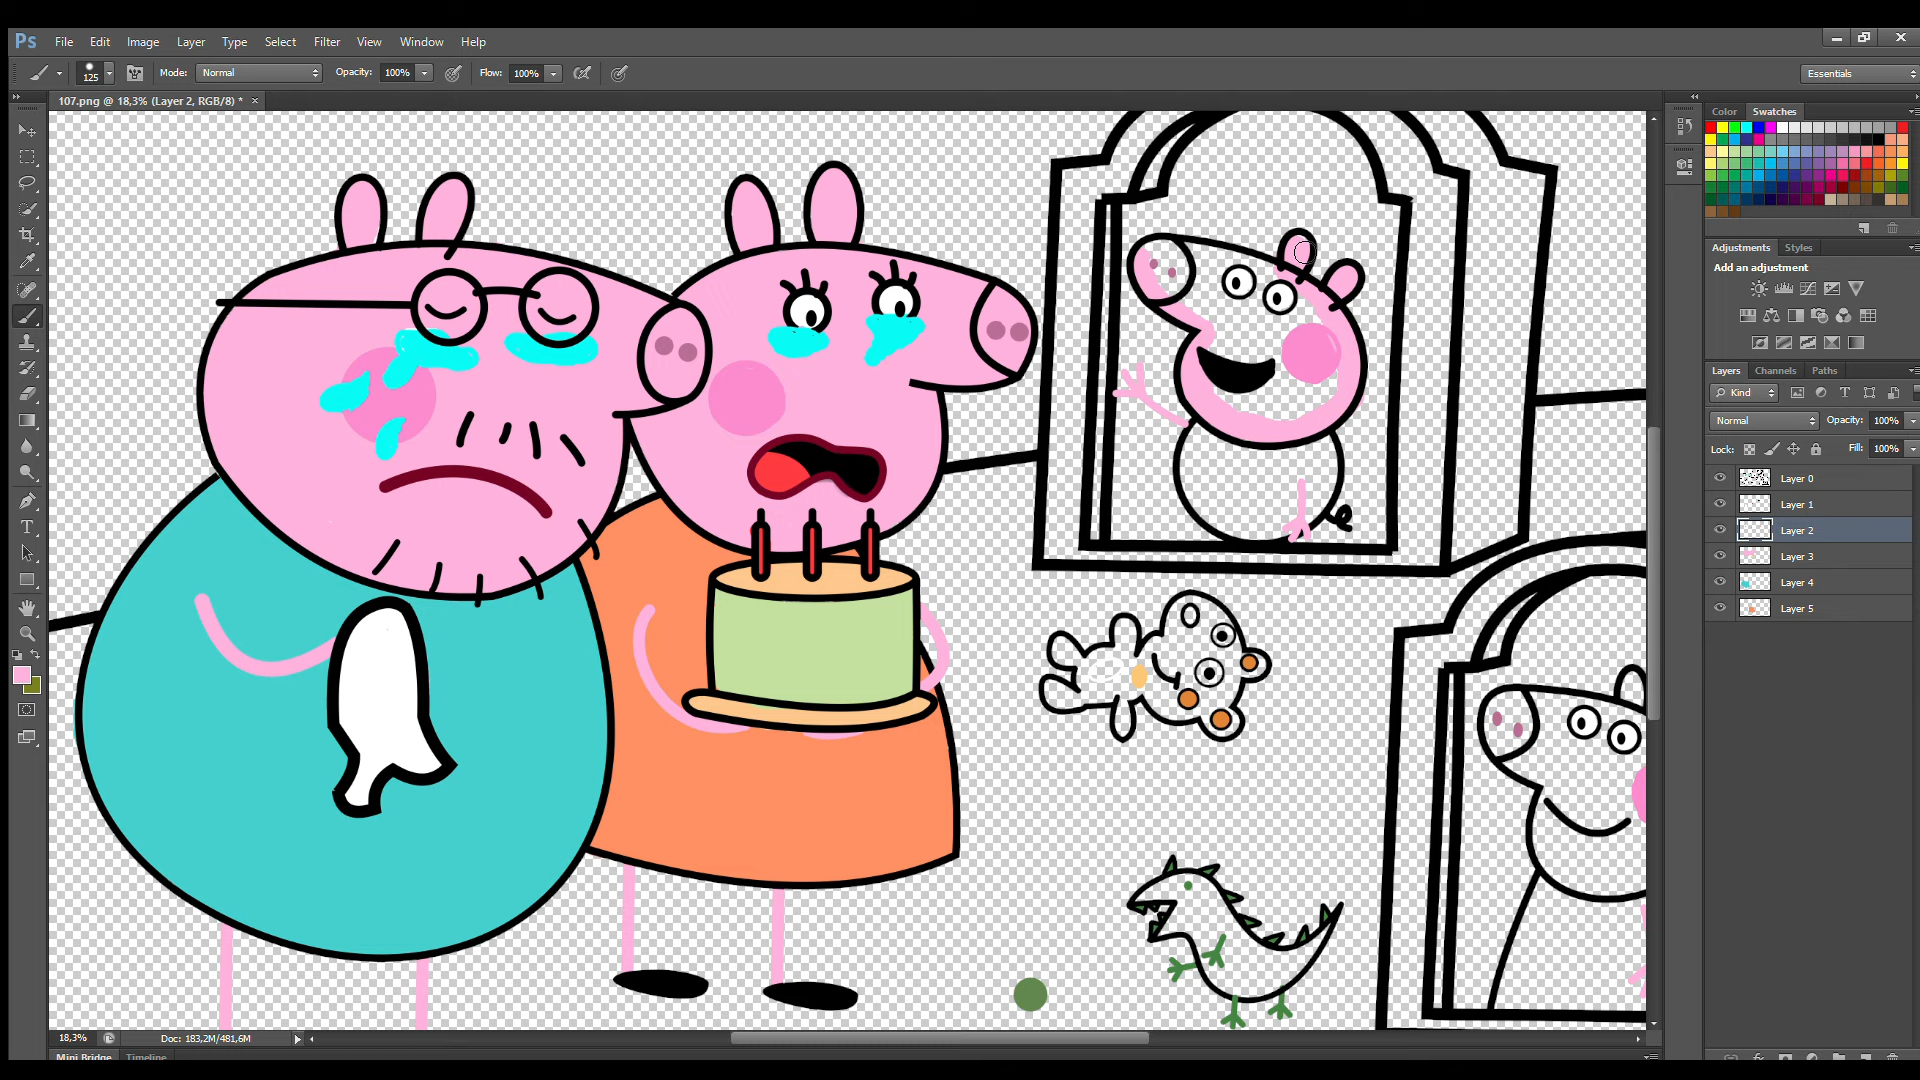 Ps File Edit Image Layer Type Select Filter View Window Help
125 Mode: Normal Opacity: 100% Flow: 100% Essentials
107.png @ 18,3% (Layer 2, RGB/8) * ×
Color Swatches
Adjustments Styles
Add an adjustment
Layers Channels Paths
Kind
Normal Opacity: 100%
Lock: Fill: 100%
Layer 0
Layer 1
Layer 2
Layer 3
Layer 4
Layer 5
18,3% Doc: 183,2M/481,6M
Mini Bridge Timeline